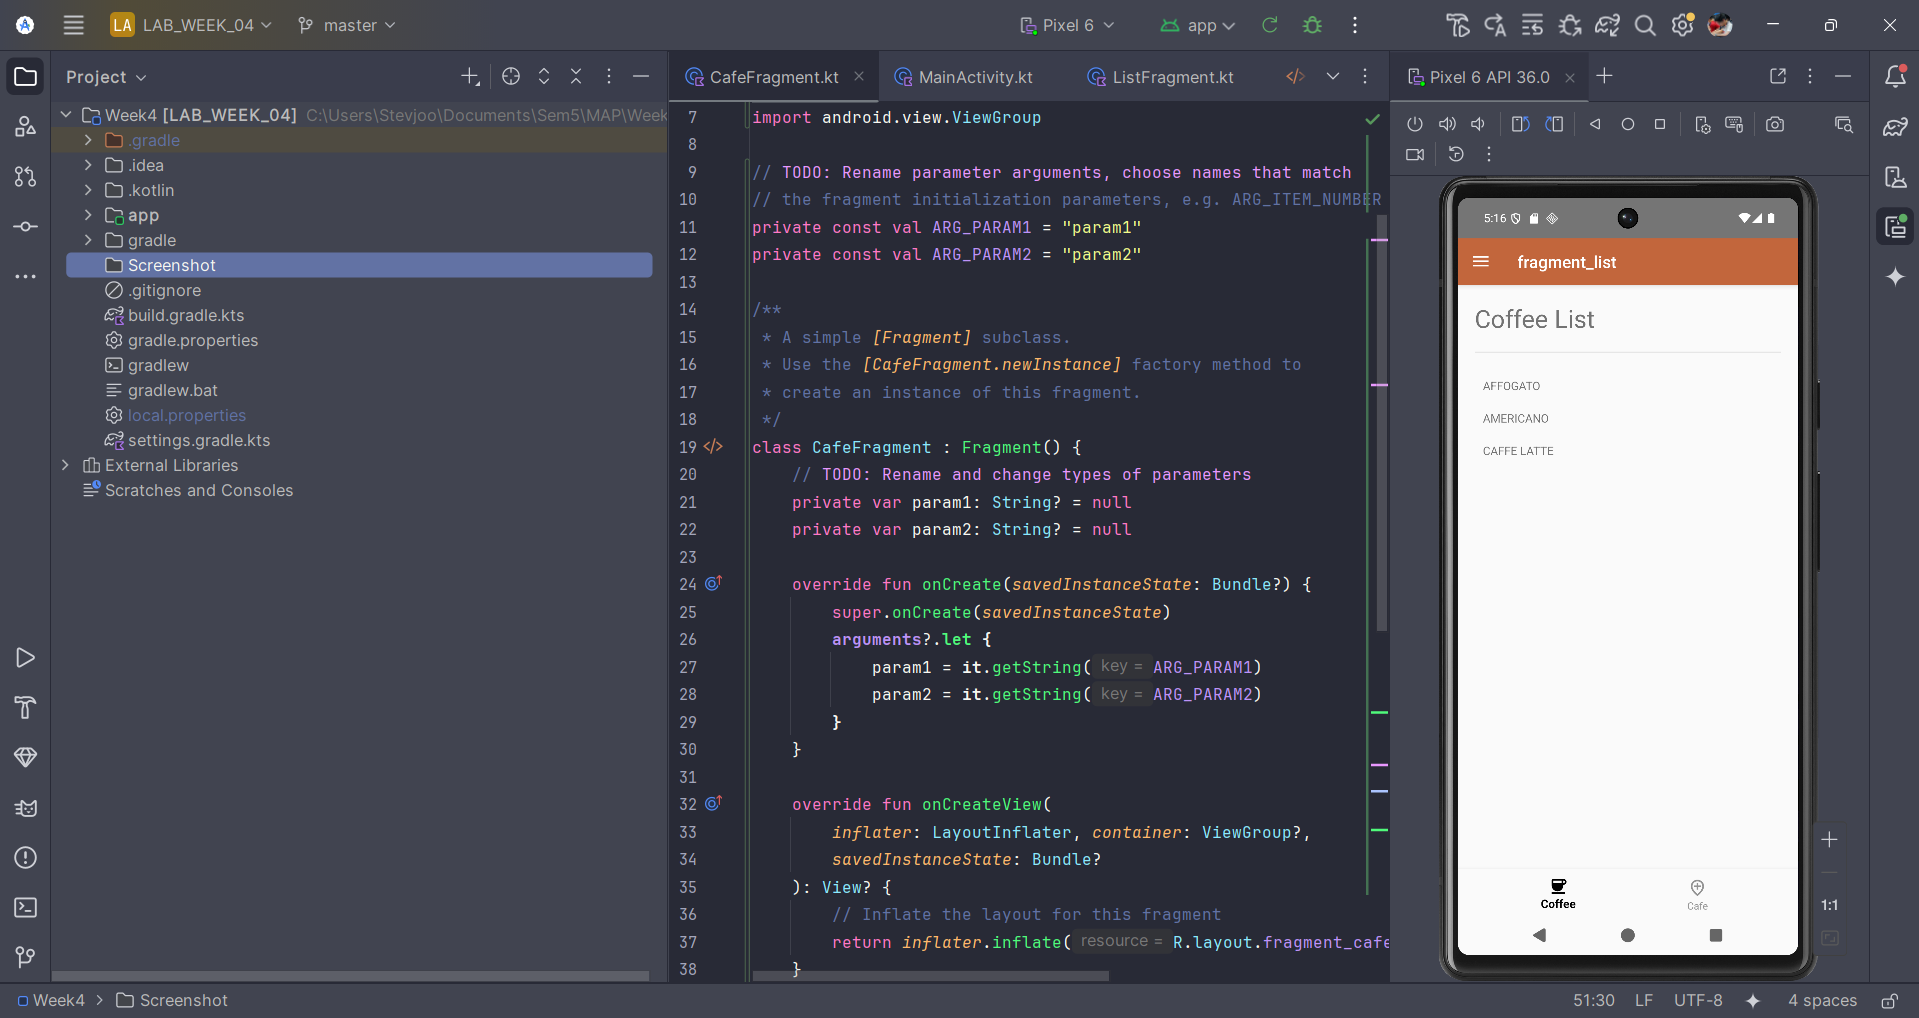 LA LAB_WEEK_04 master Pixel 6 app
Project
CafeFragment.kt MainActivity.kt ListFragment.kt
Pixel 6 API 36.0
Week4 [LAB_WEEK_04] C:\Users\Stevjoo\Documents\Sem5\MAP\Week
.gradle
.idea
.kotlin
app
gradle
Screenshot
.gitignore
build.gradle.kts
gradle.properties
gradlew
gradlew.bat
local.properties
settings.gradle.kts
External Libraries
Scratches and Consoles
7 import android.view.ViewGroup
8
9 // TODO: Rename parameter arguments, choose names that match
10 // the fragment initialization parameters, e.g. ARG_ITEM_NUMBER
11 private const val ARG_PARAM1 = "param1"
12 private const val ARG_PARAM2 = "param2"
13
14 /**
15 * A simple [Fragment] subclass.
16 * Use the [CafeFragment.newInstance] factory method to
17 * create an instance of this fragment.
18 */
19 class CafeFragment : Fragment() {
20 // TODO: Rename and change types of parameters
21 private var param1: String? = null
22 private var param2: String? = null
23
24 override fun onCreate(savedInstanceState: Bundle?) {
25 super.onCreate(savedInstanceState)
26 arguments?.let {
27 param1 = it.getString( key = ARG_PARAM1)
28 param2 = it.getString( key = ARG_PARAM2)
29 }
30 }
31
32 override fun onCreateView(
33 inflater: LayoutInflater, container: ViewGroup?,
34 savedInstanceState: Bundle?
35 ): View? {
36 // Inflate the layout for this fragment
37 return inflater.inflate( resource = R.layout.fragment_cafe
38 }
5:16
fragment_list
Coffee List
AFFOGATO
AMERICANO
CAFFE LATTE
Coffee Cafe
1:1
Week4 > Screenshot
51:30 LF UTF-8 4 spaces